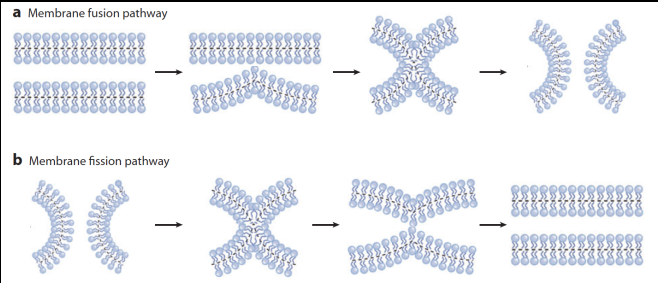 a Membrane fusion pathway
b Membrane fission pathway